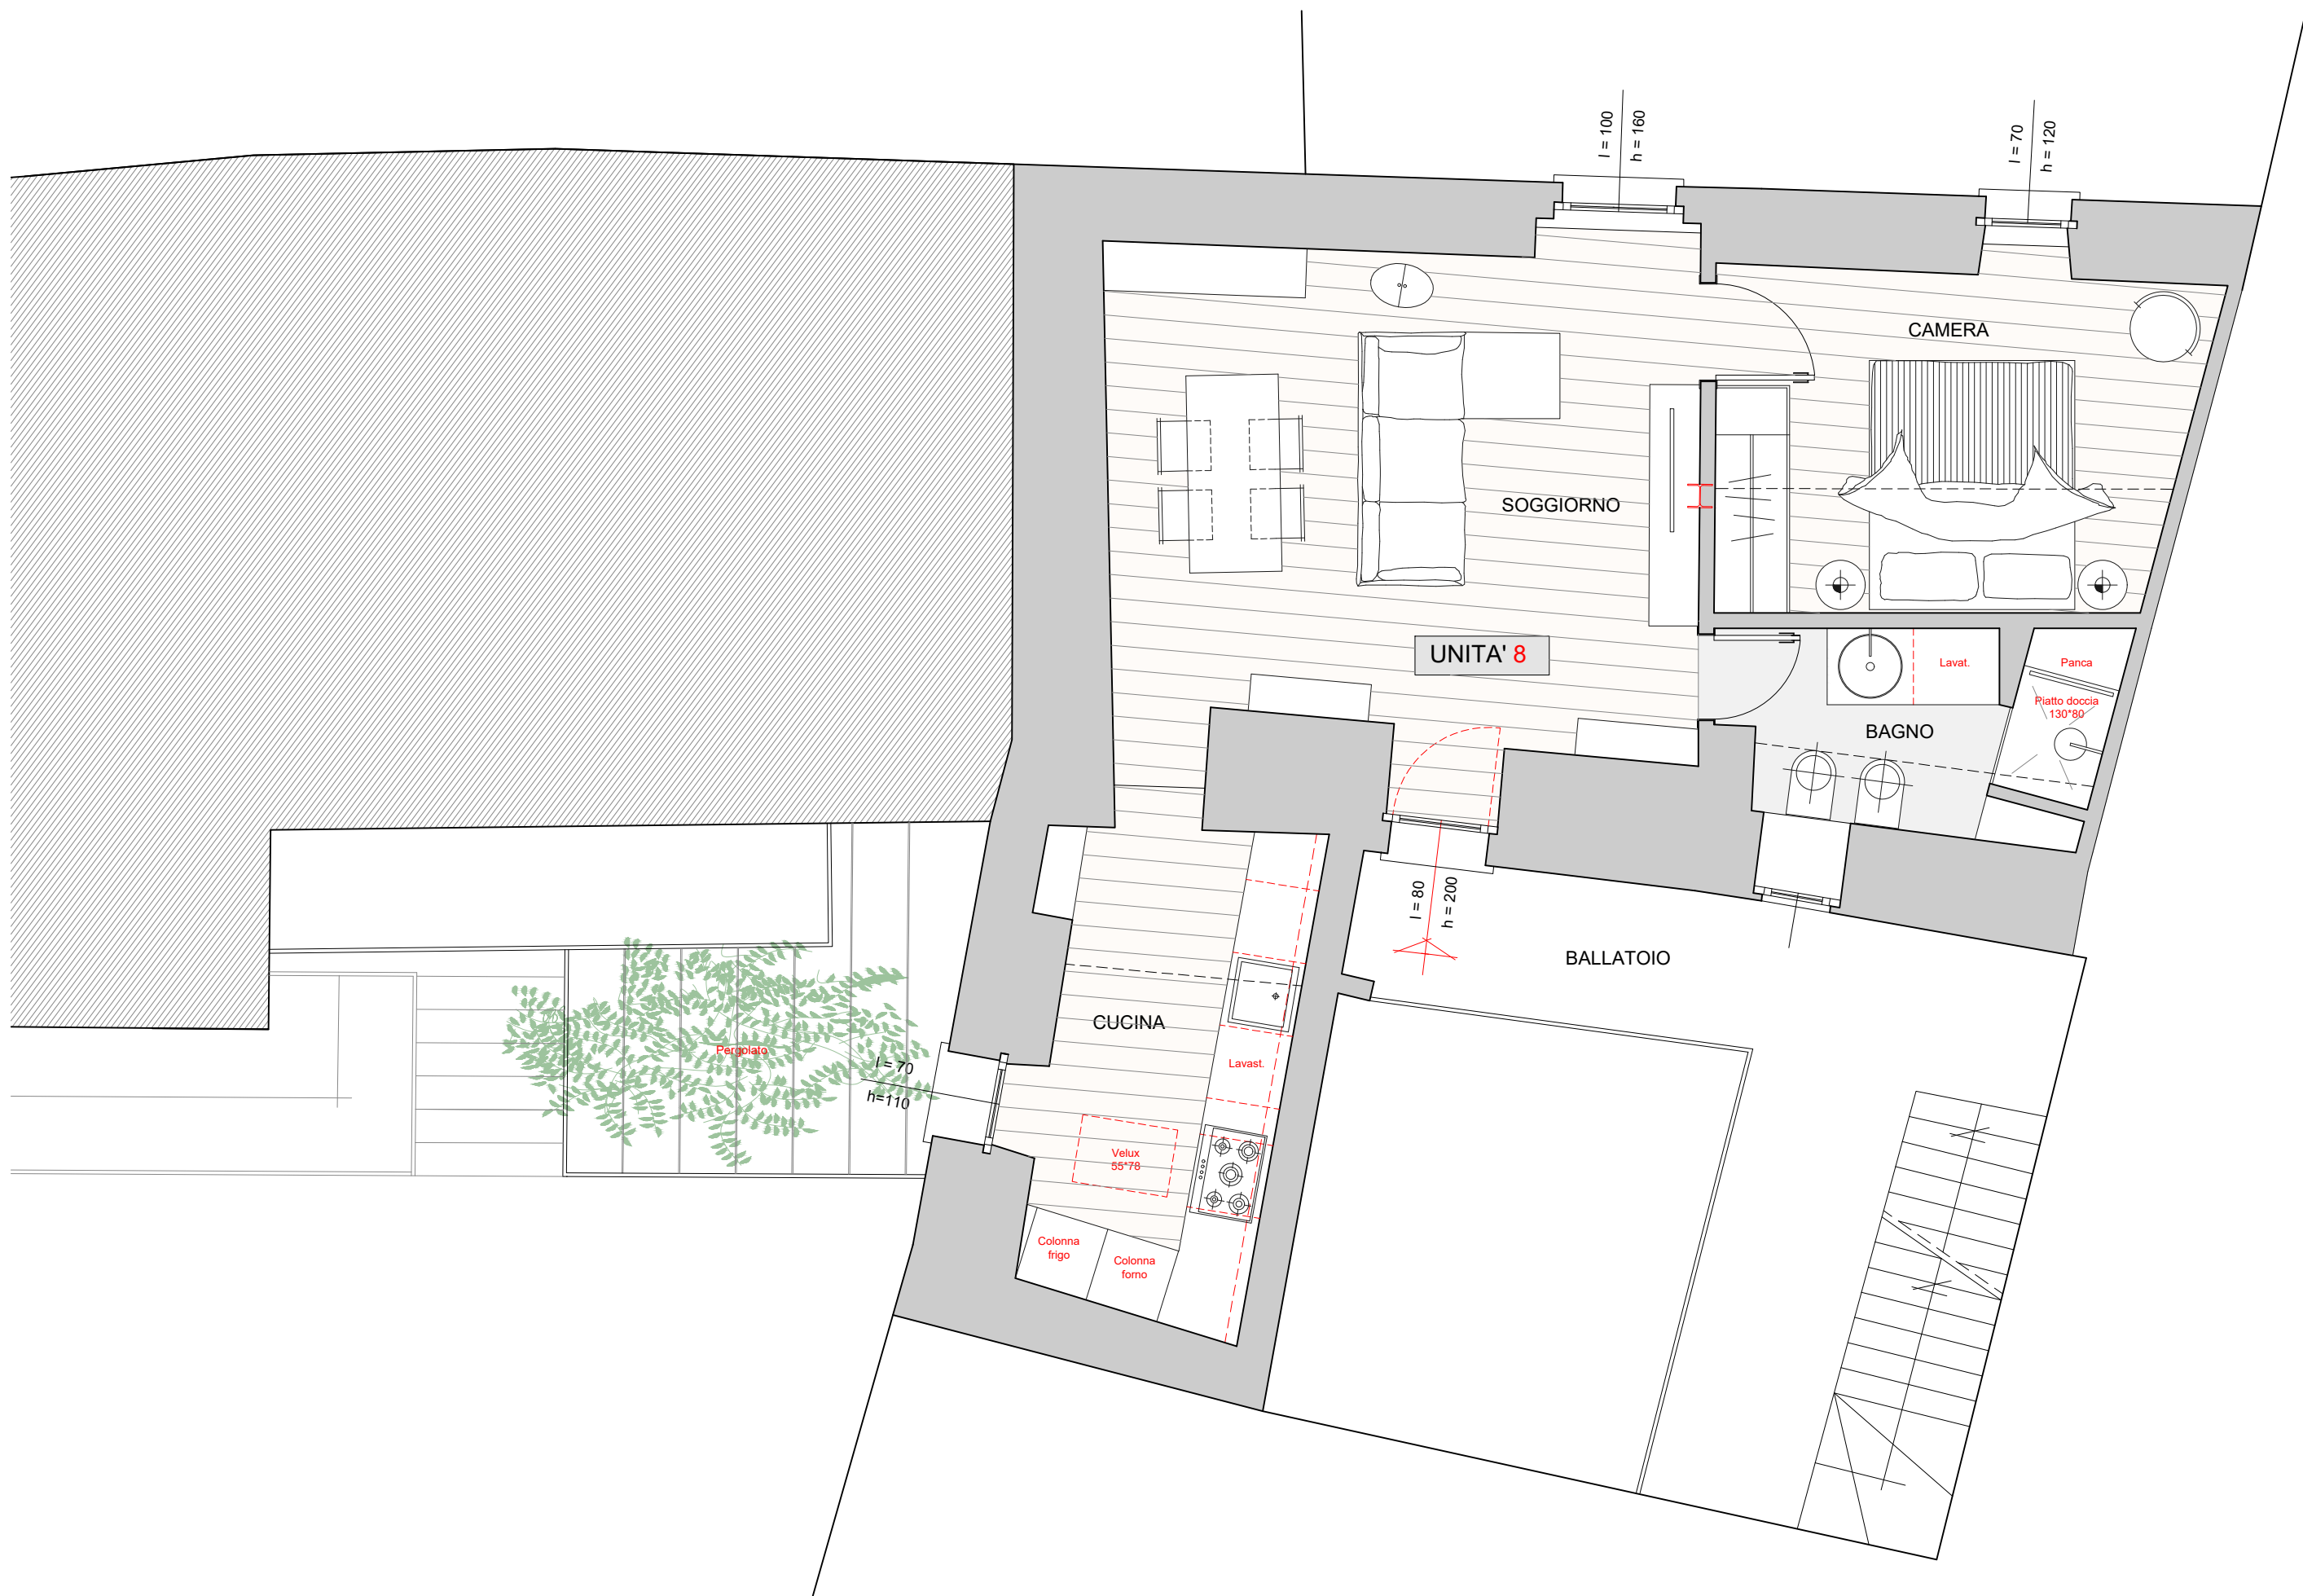 l = 100
h = 160
l = 70
h = 120
CAMERA
SOGGIORNO
UNITA' 8
Lavat.
Panca
Piatto doccia
130*80
BAGNO
l = 80
h = 200
BALLATOIO
CUCINA
Pergolato
l = 70
h=110
Lavast.
Velux
55*78
Colonna
frigo
Colonna
forno